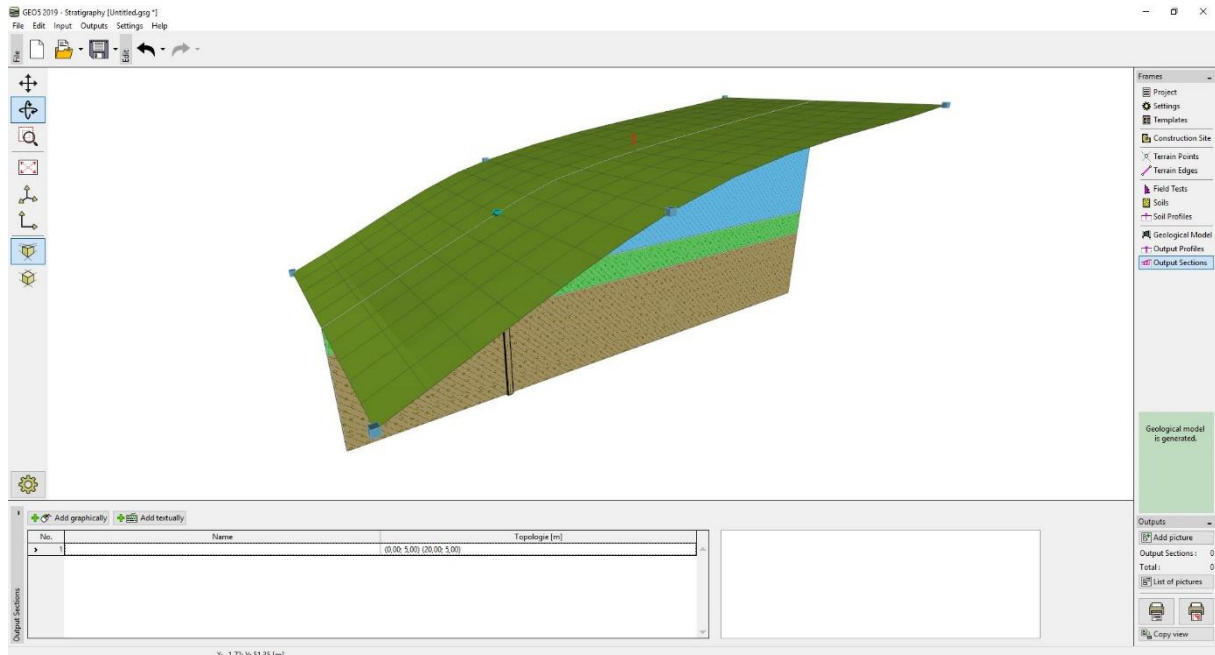 GEO5 2019 - Stratigraphy [Untitled.gsg *]
File Edit Input Outputs Settings Help
File
Edit
Frames
Project
Settings
Templates
Construction Site
Terrain Points
Terrain Edges
Field Tests
Soils
Soil Profiles
Geological Model
Output Profiles
Output Sections
Geological model
is generated.
Add graphically Add textually
No. Name Topologie [m]
> 1 (0,00; 5,00) (20,00; 5,00)
Output Sections
Outputs
Add picture
Output Sections: 0
Total: 0
List of pictures
Copy view